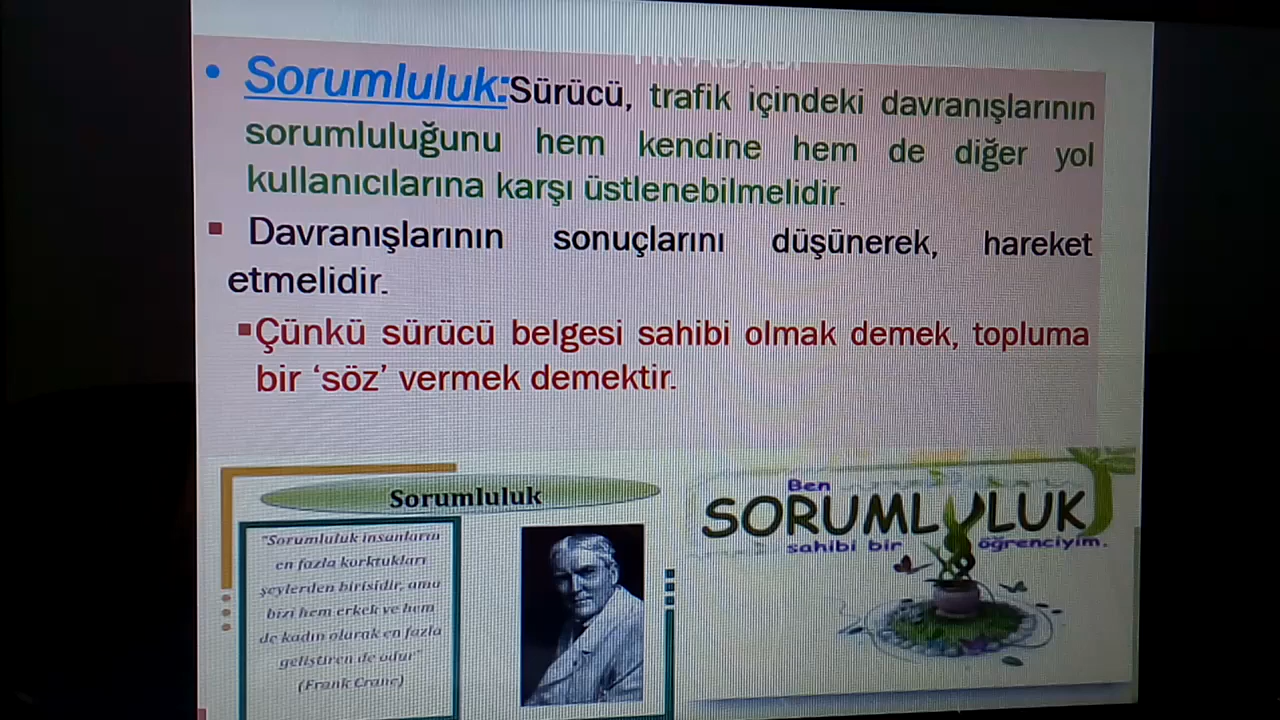 • Sorumluluk:Sürücü, trafik içindeki davranışlarının
sorumluluğunu hem kendine hem de diğer yol
kullanıcılarına karşı üstlenebilmelidir.
▪ Davranışlarının sonuçlarını düşünerek, hareket
etmelidir.
▪Çünkü sürücü belgesi sahibi olmak demek, topluma
bir ‘söz’ vermek demektir.
Sorumluluk
"Sorumluluk insanların
en fazla korktukları
şeylerden birisidir, ama
bizi hem erkek ve hem
de kadın olarak en fazla
geliştiren de odur"
(Frank Crane)
Ben
SORUMLULUK
sahibi bir öğrenciyim.